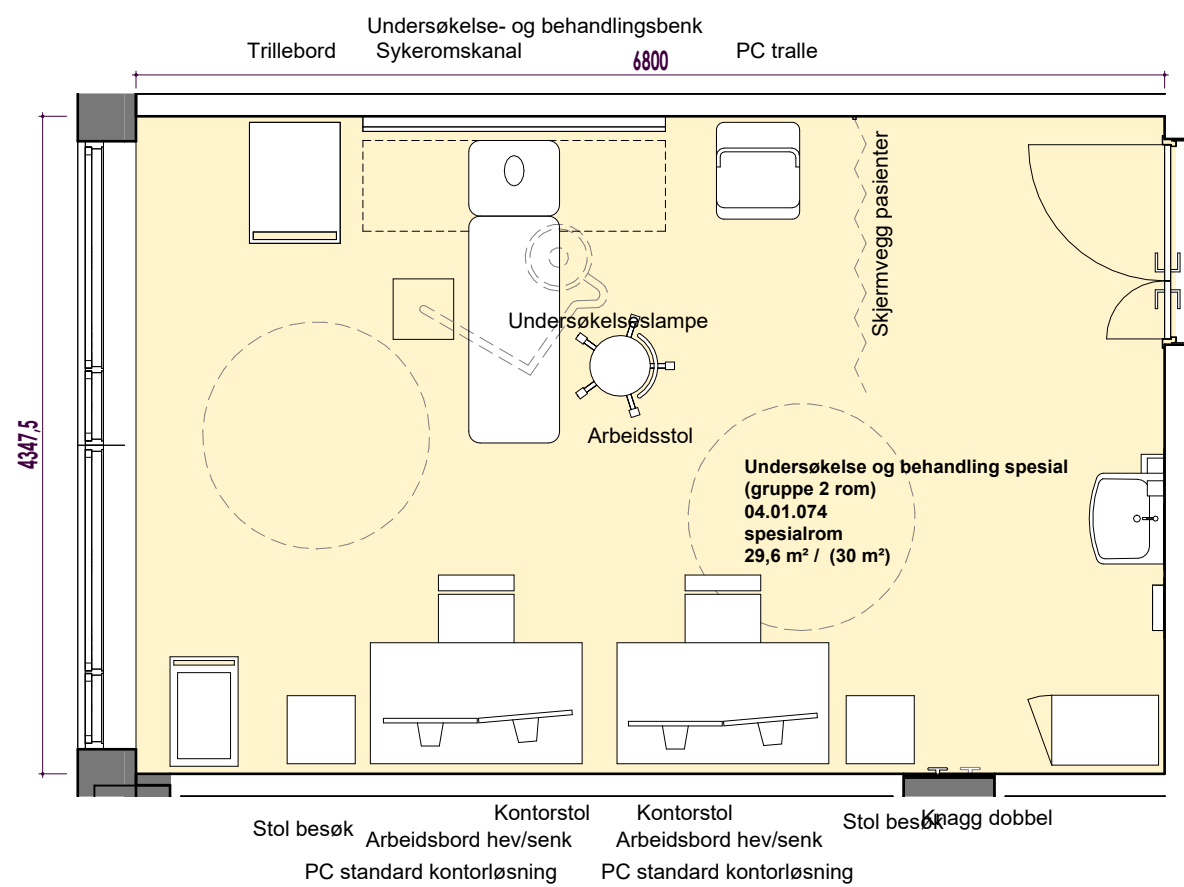 Undersøkelse- og behandlingsbenk
Trillebord
Sykeromskanal
PC tralle
6800
Skjermvegg pasienter
4347,5
Undersøkelseslampe
Arbeidsstol
Undersøkelse og behandling spesial
(gruppe 2 rom)
04.01.074
spesialrom
29,6 m² / (30 m²)
Kontorstol
Kontorstol
Stol besøk
Arbeidsbord hev/senk
Arbeidsbord hev/senk
Stol besøk
Knagg dobbel
PC standard kontorløsning
PC standard kontorløsning